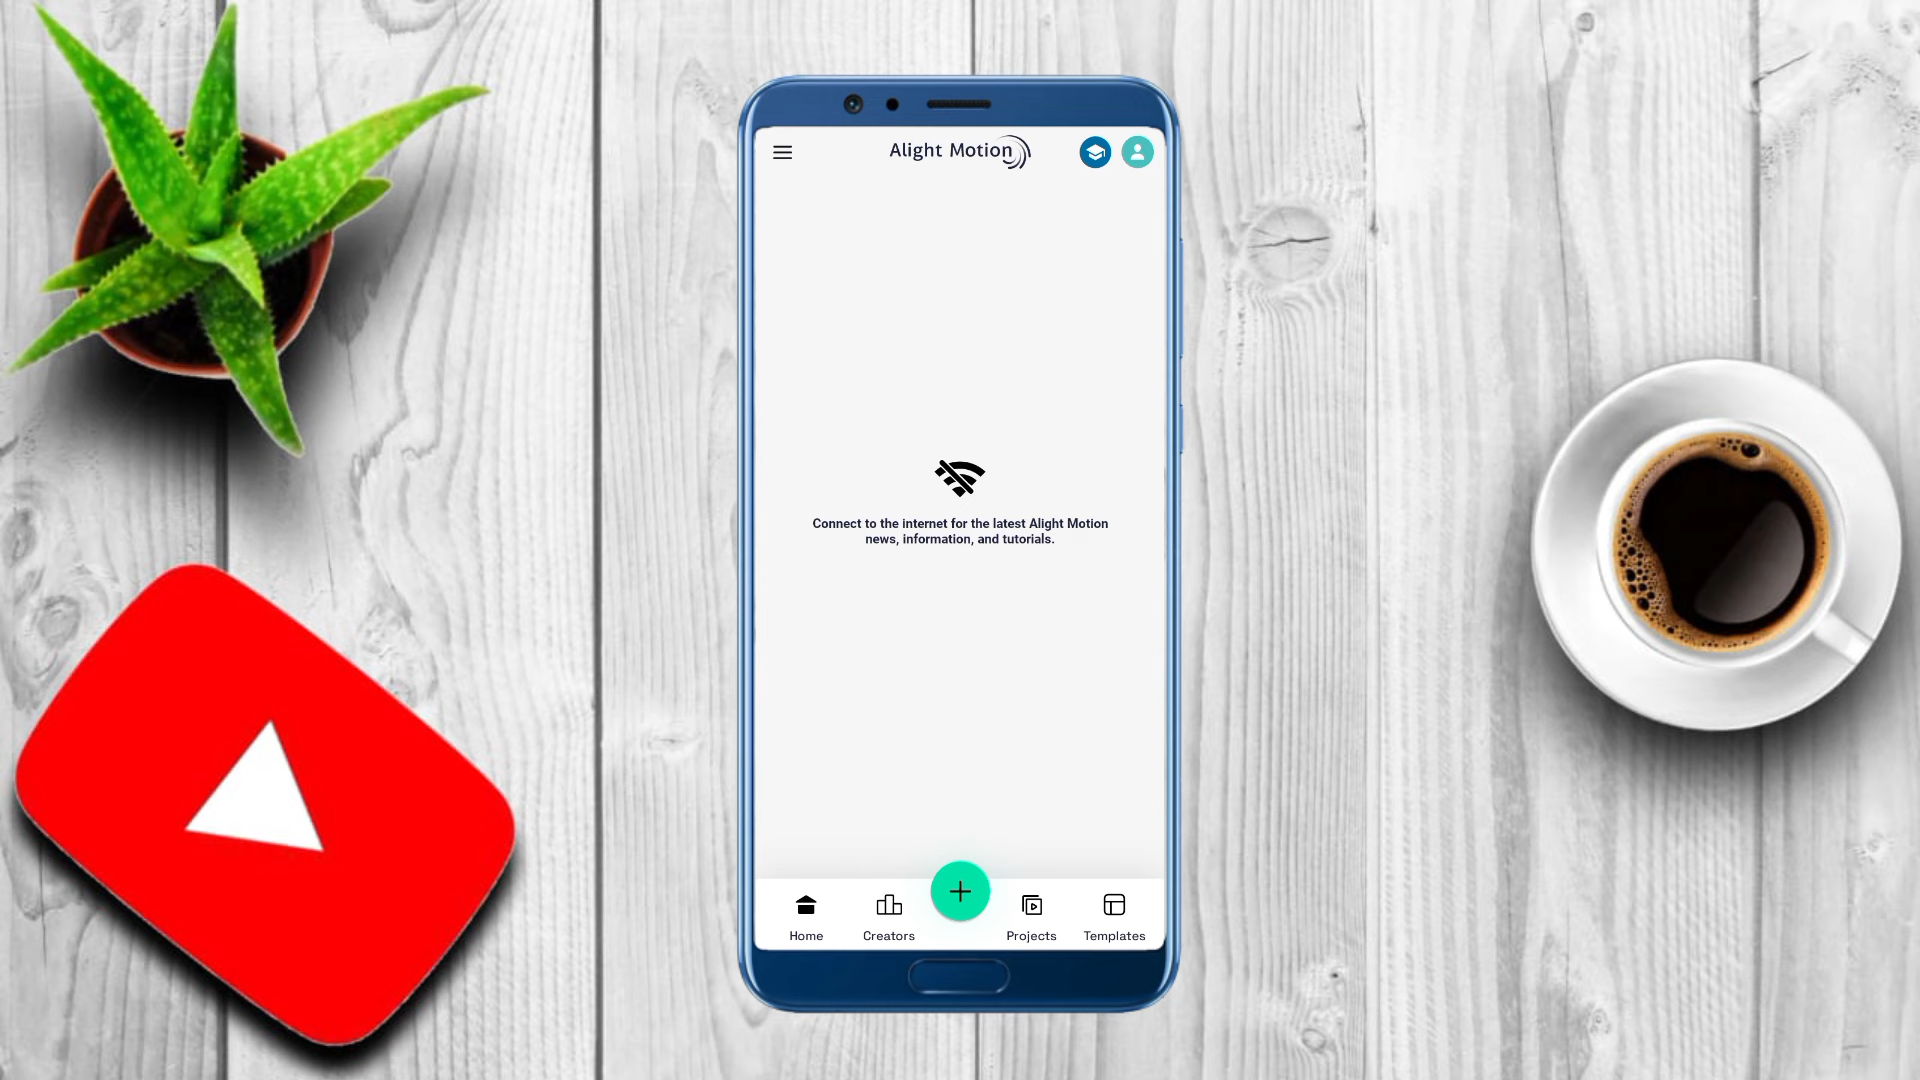 Alight Motion
Connect to the internet for the latest Alight Motion
news, information, and tutorials.
Home
Creators
Projects
Templates